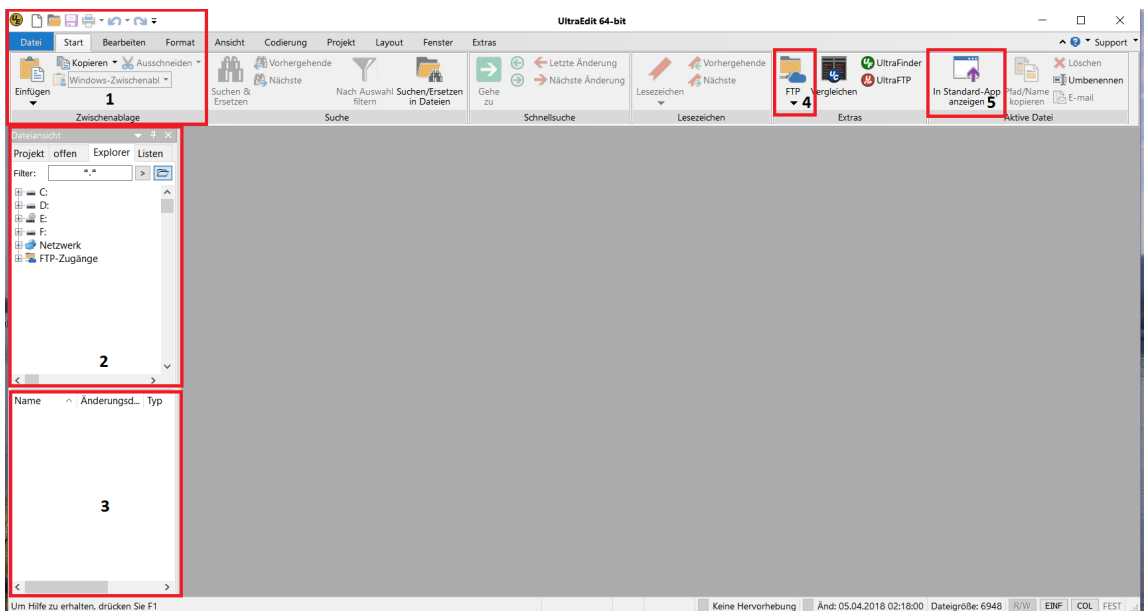 UltraEdit 64-bit
Datei Start Bearbeiten Format Ansicht Codierung Projekt Layout Fenster Extras Support
Kopieren Ausschneiden Vorhergehende Letzte Änderung Vorhergehende UltraFinder Löschen
Windows-Zwischenabl Nächste Nächste Änderung Nächste UltraFTP Umbenennen
Einfügen 1 Suchen & Ersetzen Nach Auswahl filtern Suchen/Ersetzen in Dateien Gehe zu Lesezeichen FTP 4 Vergleichen In Standard-App anzeigen 5 Pfad/Name kopieren E-mail
Zwischenablage Suche Schnellsuche Lesezeichen Extras Aktive Datei
Dateiansicht
Projekt offen Explorer Listen
Filter: *.* >
C:
D:
E:
F:
Netzwerk
FTP-Zugänge
2
Name Änderungsd... Typ
3
Um Hilfe zu erhalten, drücken Sie F1 Keine Hervorhebung Änd: 05.04.2018 02:18:00 Dateigröße: 6948 R/W EINF COL FEST